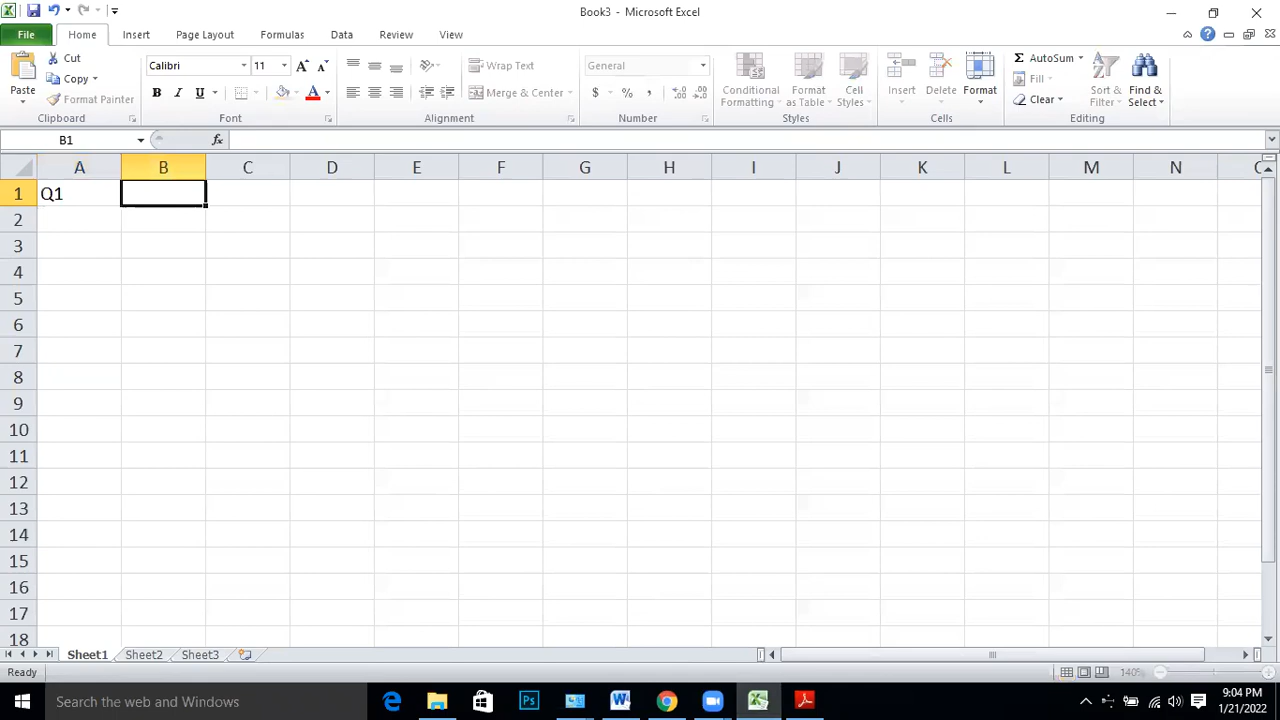 Book3 - Microsoft Excel
File Home Insert Page Layout Formulas Data Review View
Cut
Copy
Format Painter
Paste
Clipboard
Calibri 11
B I U
Font
Wrap Text
Merge & Center
Alignment
General
$ % ,
Number
Conditional Formatting
Format as Table
Cell Styles
Styles
Insert
Delete
Format
Cells
AutoSum
Fill
Clear
Sort & Filter
Find & Select
Editing
B1 fx
A B C D E F G H I J K L M N
1 Q1
2
3
4
5
6
7
8
9
10
11
12
13
14
15
16
17
18
Sheet1 Sheet2 Sheet3
Ready 140%
Search the web and Windows
9:04 PM
1/21/2022